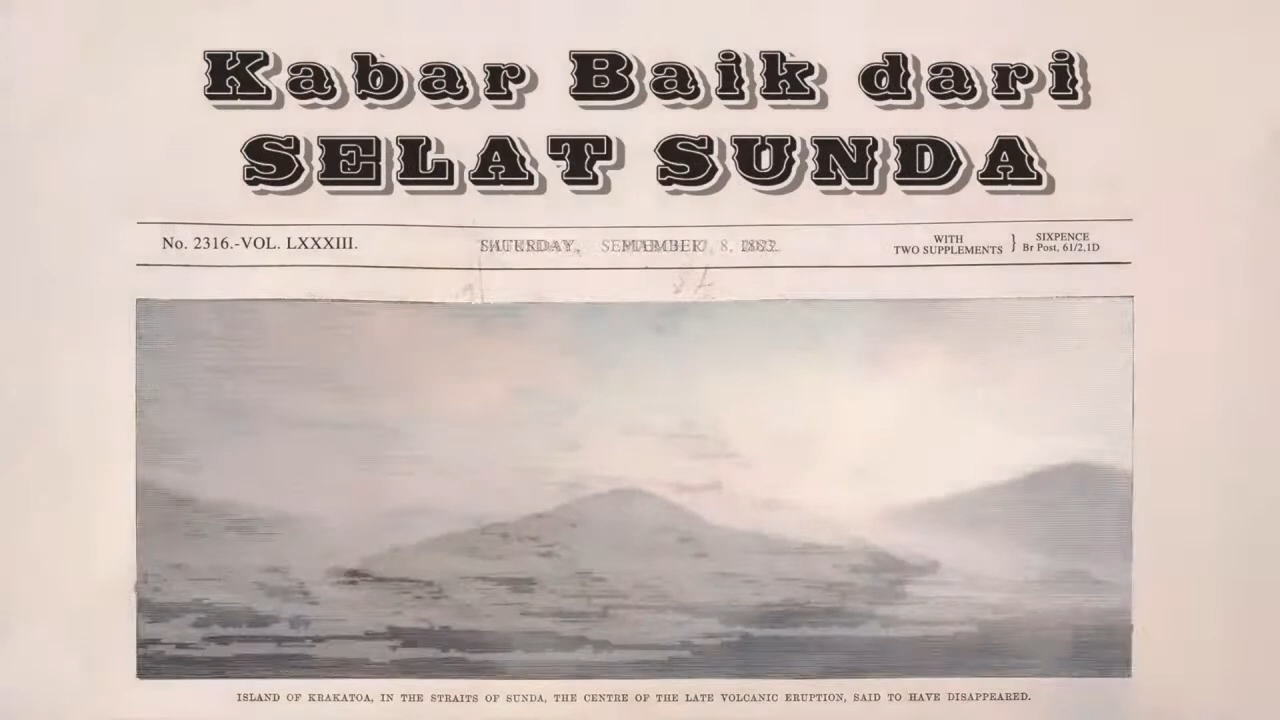 Kabar Baik dari
SELAT SUNDA
No. 2316.-VOL. LXXXIII.
8,
WITH
TWO SUPPLEMENTS }
SIXPENCE
Br Post, 61/2,1D
ISLAND OF KRAKATOA, IN THE STRAITS OF SUNDA, THE CENTRE OF THE LATE VOLCANIC ERUPTION, SAID TO HAVE DISAPPEARED.